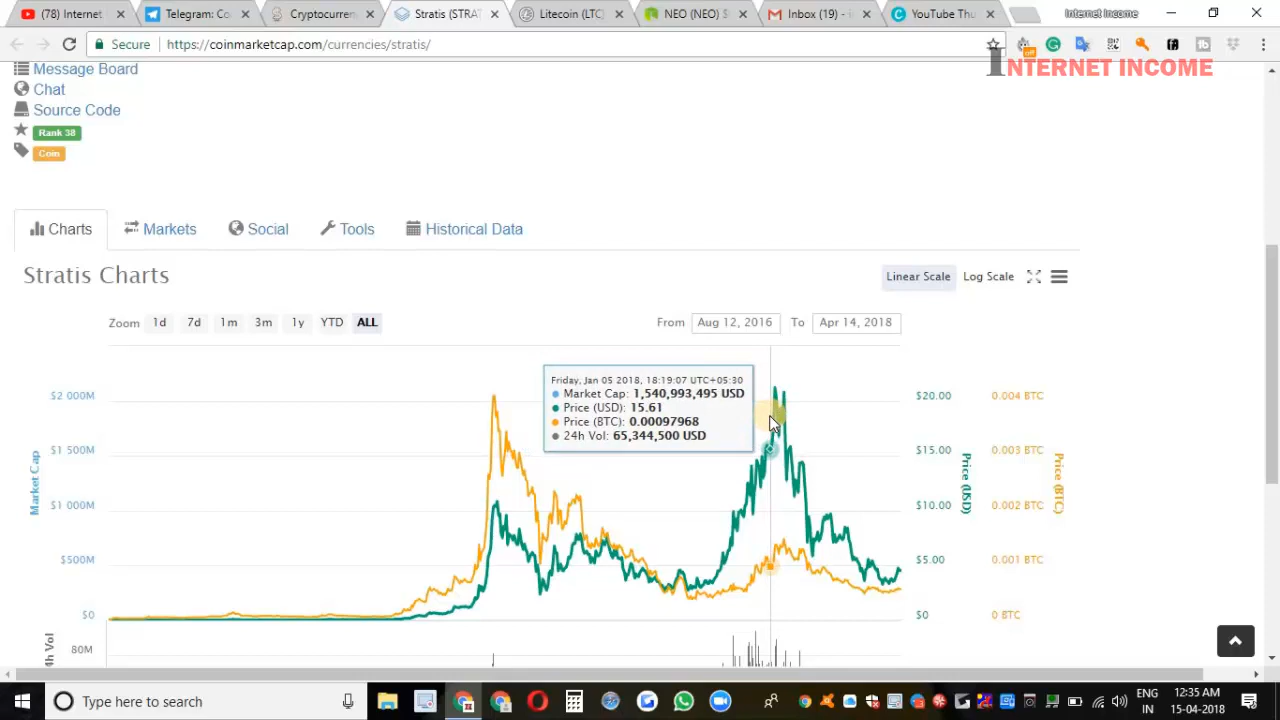 (78) Internet
Telegram: Co
Cryptocurren
Stratis (STRA
Litecoin (LTC)
NEO (NEO) $
Inbox (19) - i
YouTube Thu
Internet Income
Secure
https://coinmarketcap.com/currencies/stratis/
off
INTERNET INCOME
Message Board
Chat
Source Code
Rank 38
Coin
Charts
Markets
Social
Tools
Historical Data
Stratis Charts
Linear Scale
Log Scale
Zoom 1d 7d 1m 3m 1y YTD ALL
From Aug 12, 2016 To Apr 14, 2018
Friday, Jan 05 2018, 18:19:07 UTC+05:30
Market Cap: 1,540,993,495 USD
Price (USD): 15.61
Price (BTC): 0.00097968
24h Vol: 65,344,500 USD
$2 000M
$1 500M
$1 000M
$500M
$0
Market Cap
$20.00
$15.00
$10.00
$5.00
$0
Price (USD)
0.004 BTC
0.003 BTC
0.002 BTC
0.001 BTC
0 BTC
Price (BTC)
80M
Type here to search
ENG
IN
12:35 AM
15-04-2018